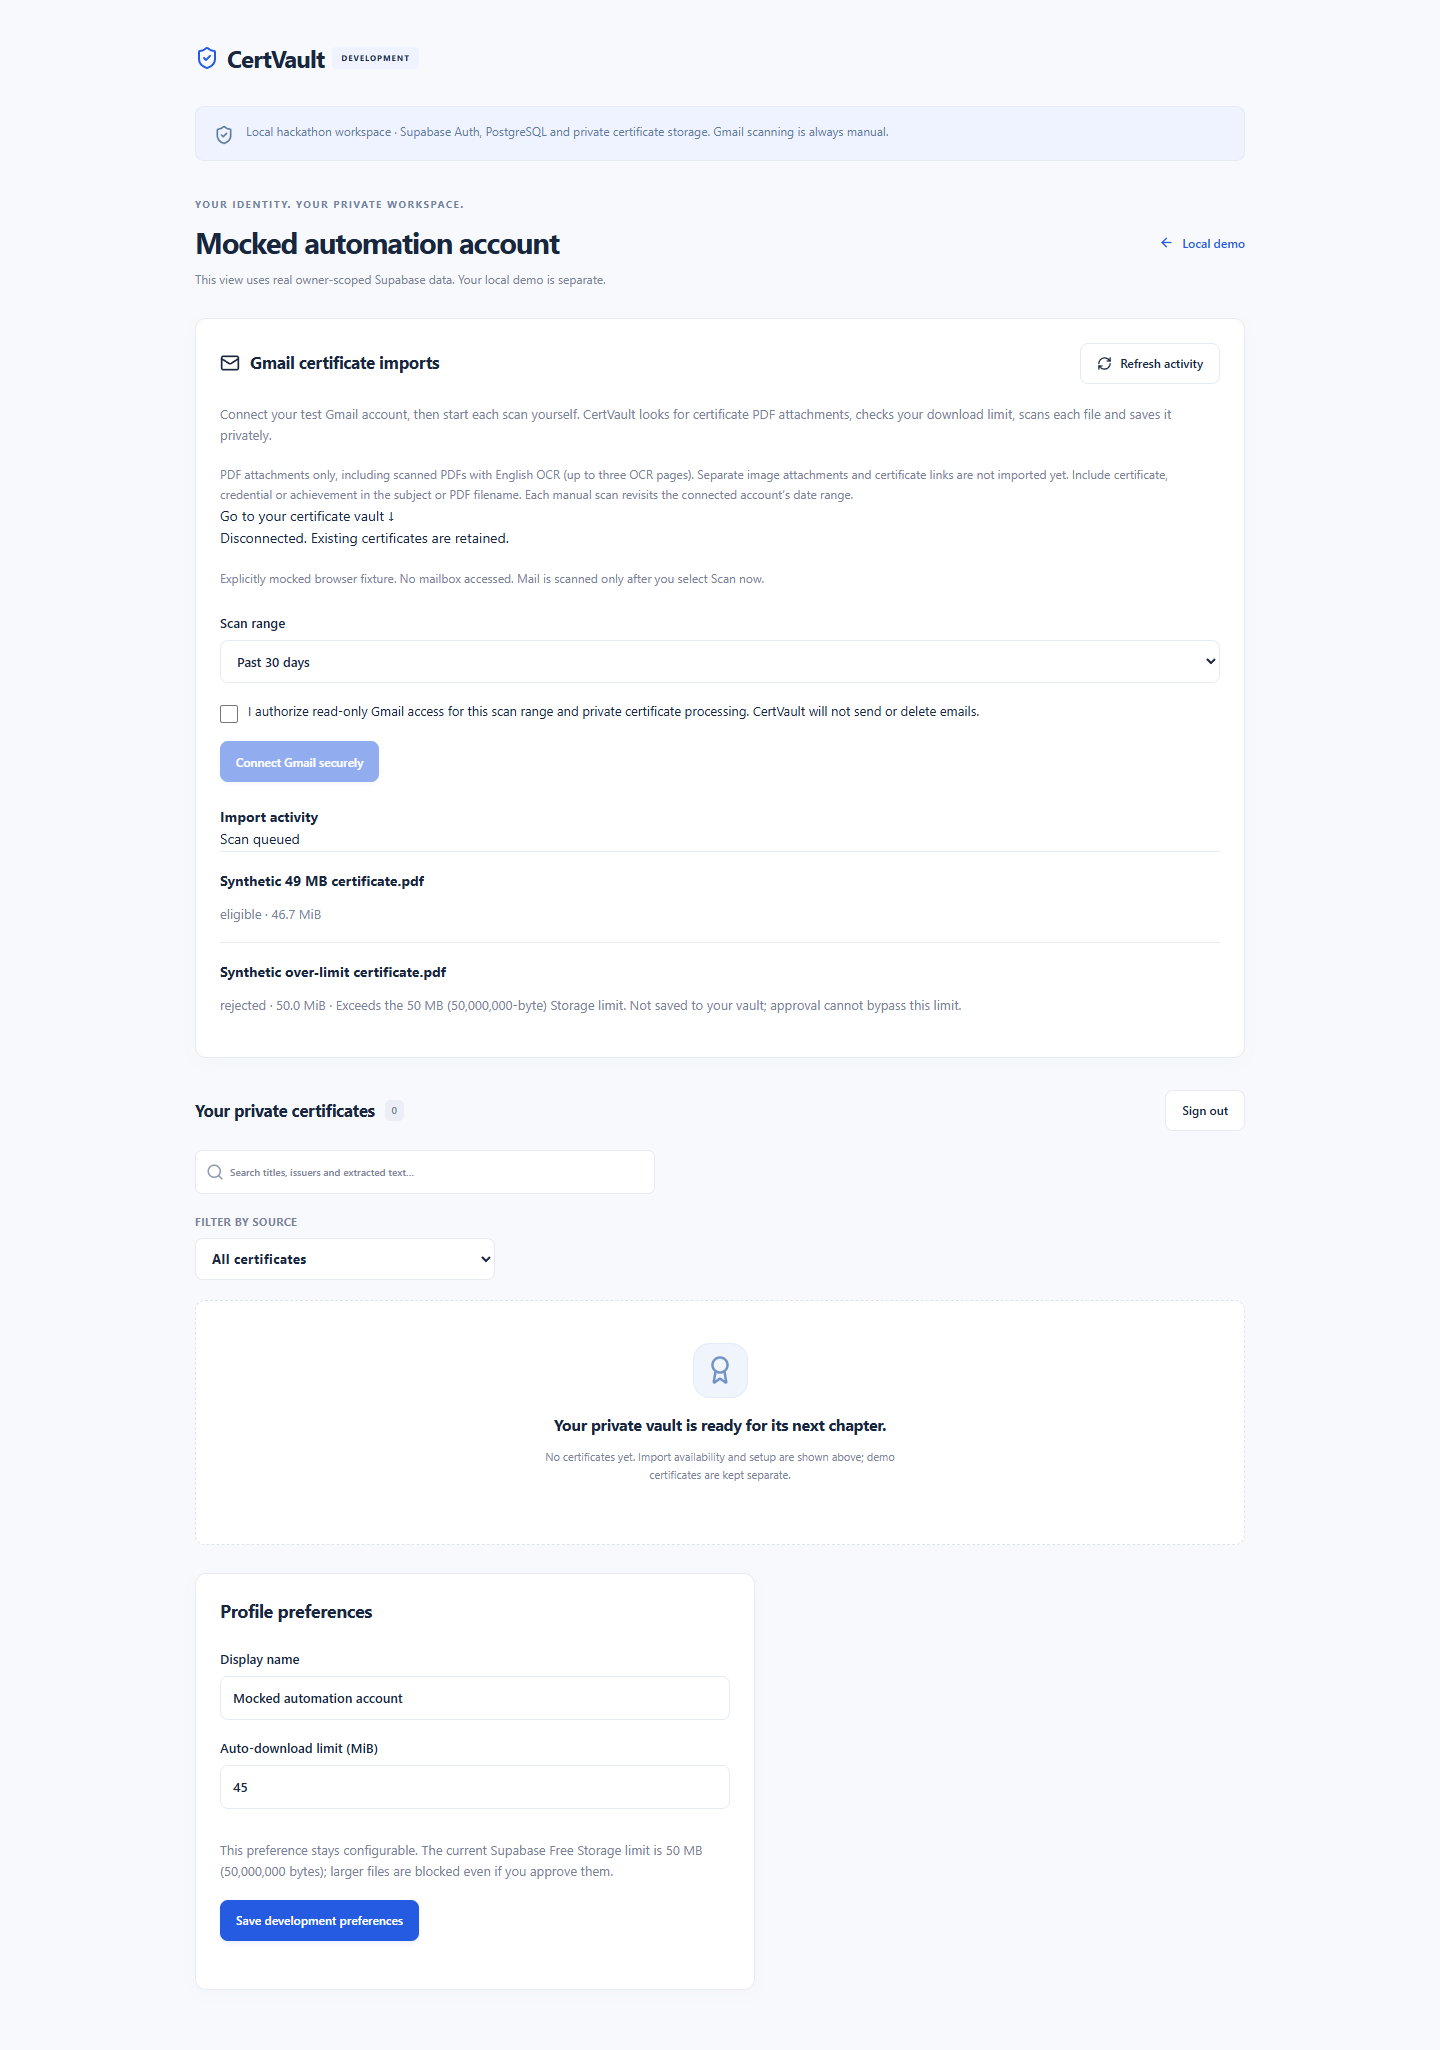 CertVault DEVELOPMENT
Local hackathon workspace · Supabase Auth, PostgreSQL and private certificate storage. Gmail scanning is always manual.
YOUR IDENTITY. YOUR PRIVATE WORKSPACE.
Mocked automation account
← Local demo
This view uses real owner-scoped Supabase data. Your local demo is separate.
Gmail certificate imports
Refresh activity
Connect your test Gmail account, then start each scan yourself. CertVault looks for certificate PDF attachments, checks your download limit, scans each file and saves it
privately.
PDF attachments only, including scanned PDFs with English OCR (up to three OCR pages). Separate image attachments and certificate links are not imported yet. Include certificate,
credential or achievement in the subject or PDF filename. Each manual scan revisits the connected account's date range.
Go to your certificate vault ↓
Disconnected. Existing certificates are retained.
Explicitly mocked browser fixture. No mailbox accessed. Mail is scanned only after you select Scan now.
Scan range
Past 30 days
I authorize read-only Gmail access for this scan range and private certificate processing. CertVault will not send or delete emails.
Connect Gmail securely
Import activity
Scan queued
Synthetic 49 MB certificate.pdf
eligible · 46.7 MiB
Synthetic over-limit certificate.pdf
rejected · 50.0 MiB · Exceeds the 50 MB (50,000,000-byte) Storage limit. Not saved to your vault; approval cannot bypass this limit.
Your private certificates 0
Sign out
Search titles, issuers and extracted text...
FILTER BY SOURCE
All certificates
Your private vault is ready for its next chapter.
No certificates yet. Import availability and setup are shown above; demo
certificates are kept separate.
Profile preferences
Display name
Mocked automation account
Auto-download limit (MiB)
45
This preference stays configurable. The current Supabase Free Storage limit is 50 MB
(50,000,000 bytes); larger files are blocked even if you approve them.
Save development preferences